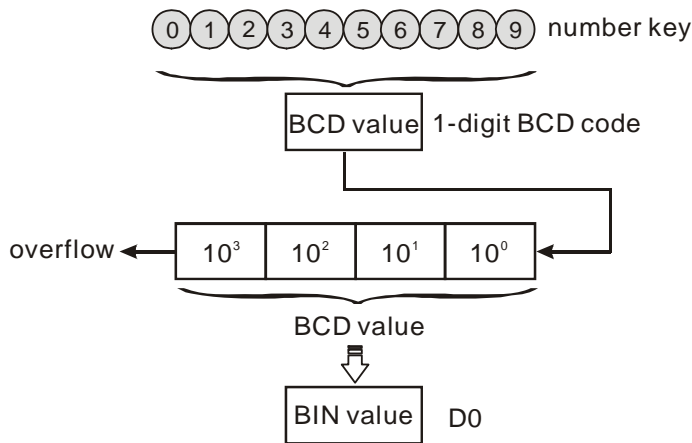 0 1 2 3 4 5 6 7 8 9 number key
BCD value 1-digit BCD code
overflow 10³ 10² 10¹ 10⁰
BCD value
BIN value D0